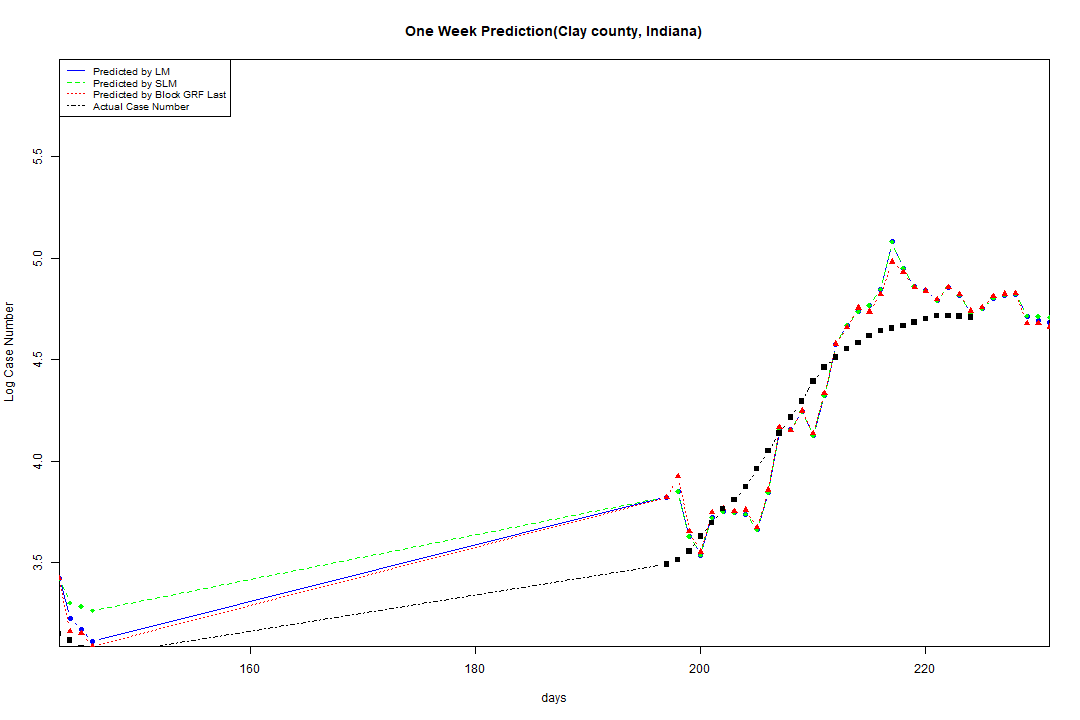 One Week Prediction(Clay county, Indiana)
Predicted by LM
Predicted by SLM
Predicted by Block GRF Last
Actual Case Number
5.5
5.0
4.5
4.0
3.5
Log Case Number
160
180
200
220
days